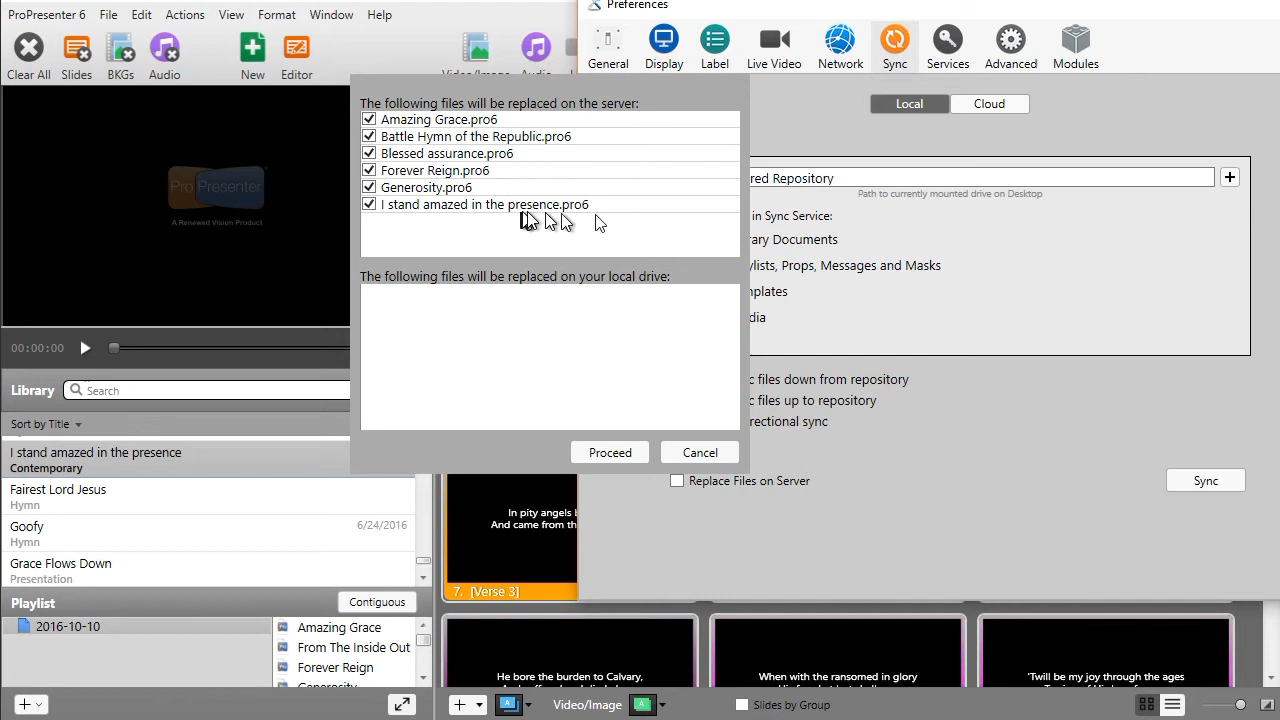 ProPresenter 6 File Edit Actions View Format Window Help
Preferences
Clear All Slides BKGs Audio New Editor
General Display Label Live Video Network Sync Services Advanced Modules
Local Cloud
The following files will be replaced on the server:
Amazing Grace.pro6
Battle Hymn of the Republic.pro6
Blessed assurance.pro6
Forever Reign.pro6
Generosity.pro6
I stand amazed in the presence.pro6
The following files will be replaced on your local drive:
Proceed Cancel
red Repository
Path to currently mounted drive on Desktop
in Sync Service:
rary Documents
ylists, Props, Messages and Masks
nplates
dia
c files down from repository
c files up to repository
rectional sync
Replace Files on Server Sync
ProPresenter
A Renewed Vision Product
00:00:00
Library Search
Sort by Title
I stand amazed in the presence
Contemporary
Fairest Lord Jesus
Hymn
Goofy 6/24/2016
Hymn
Grace Flows Down
Presentation
Playlist Contiguous
2016-10-10
Amazing Grace
From The Inside Out
Forever Reign
Generosity
In pity angels
And came from th
7. [Verse 3]
He bore the burden to Calvary,
When with the ransomed in glory
'Twill be my joy through the ages
Video/Image
Slides by Group